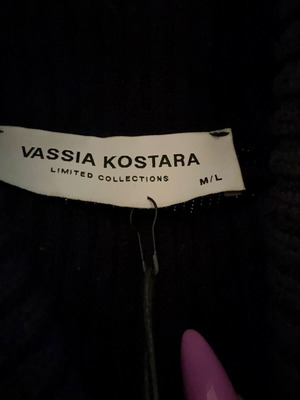 VASSIA KOSTARA
LIMITED COLLECTIONS
M/L